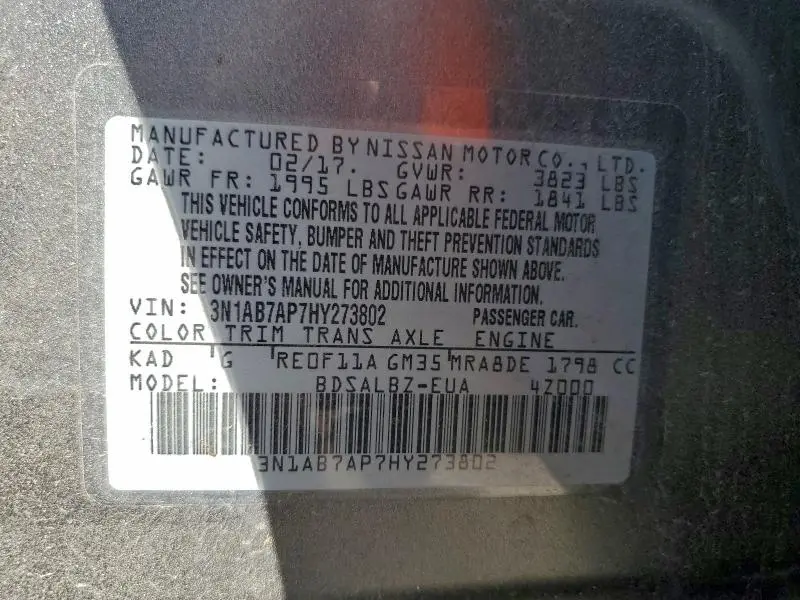 MANUFACTURED BY NISSAN MOTOR CO., LTD.
DATE: 02/17. GVWR: 3823 LBS
GAWR FR: 1995 LBS GAWR RR: 1841 LBS
THIS VEHICLE CONFORMS TO ALL APPLICABLE FEDERAL MOTOR
VEHICLE SAFETY, BUMPER AND THEFT PREVENTION STANDARDS
IN EFFECT ON THE DATE OF MANUFACTURE SHOWN ABOVE.
SEE OWNER'S MANUAL FOR ADDITIONAL INFORMATION.
VIN: 3N1AB7AP7HY273802 PASSENGER CAR.
COLOR TRIM TRANS AXLE ENGINE
KAD G RE0F11A GM35 MRA8DE 1798 CC
MODEL: BDSALBZ-EUA 4Z000
3N1AB7AP7HY273802